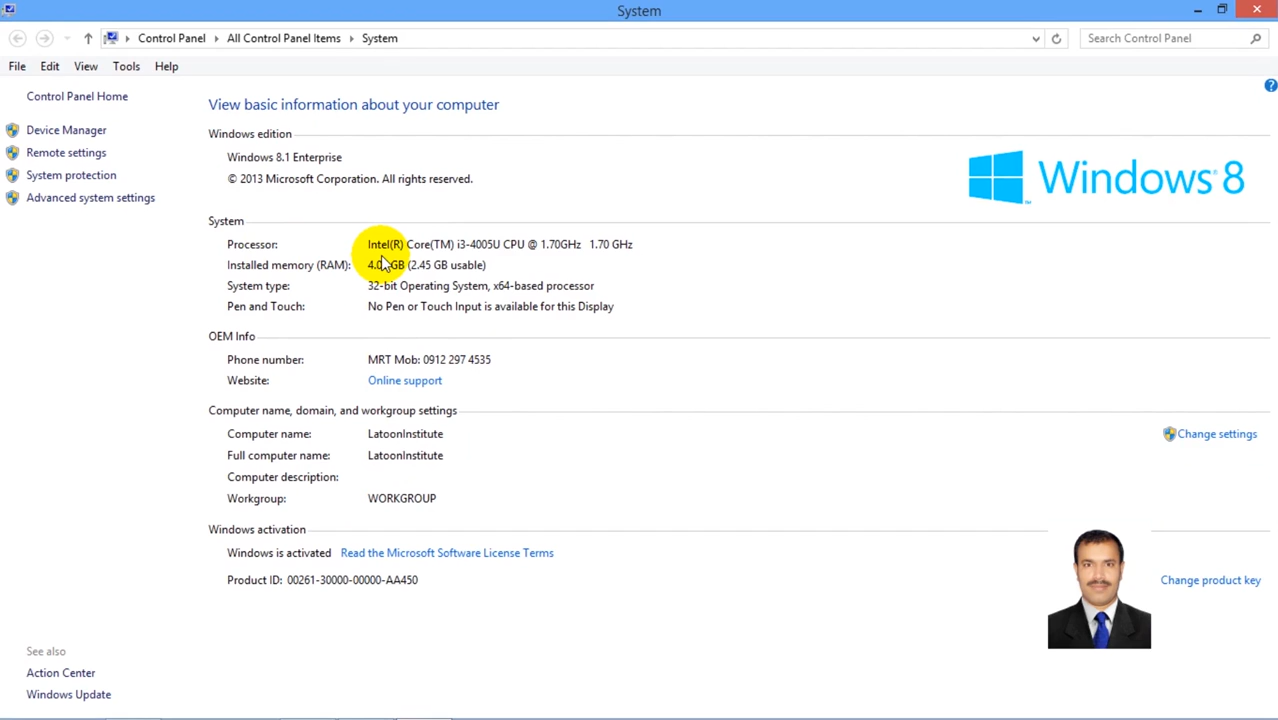 System
Control Panel All Control Panel Items System Search Control Panel
File Edit View Tools Help
Control Panel Home
Device Manager
Remote settings
System protection
Advanced system settings
View basic information about your computer
Windows edition
Windows 8.1 Enterprise
© 2013 Microsoft Corporation. All rights reserved.
Windows 8
System
Processor: Intel(R) Core(TM) i3-4005U CPU @ 1.70GHz 1.70 GHz
Installed memory (RAM): GB (2.45 GB usable)
System type: 32-bit Operating System, x64-based processor
Pen and Touch: No Pen or Touch Input is available for this Display
OEM Info
Phone number: MRT Mob: 0912 297 4535
Website: Online support
Computer name, domain, and workgroup settings
Computer name: LatoonInstitute
Change settings
Full computer name: LatoonInstitute
Computer description:
Workgroup: WORKGROUP
Windows activation
Windows is activated Read the Microsoft Software License Terms
Product ID: 00261-30000-00000-AA450
Change product key
See also
Action Center
Windows Update